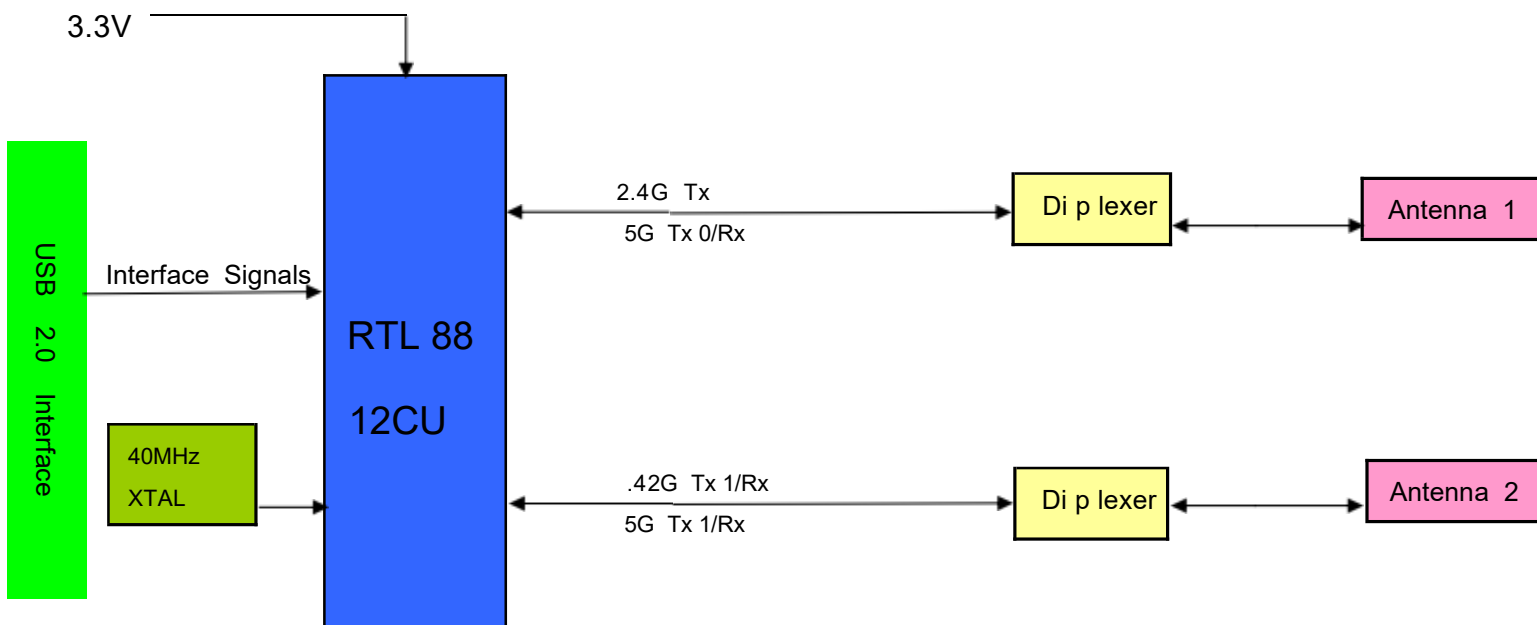 3.3V
2.4G Tx
5G Tx 0/Rx
Di p lexer
Antenna 1
USB 2.0 Interface
Interface Signals
RTL 88
12CU
40MHz
XTAL
.42G Tx 1/Rx
5G Tx 1/Rx
Di p lexer
Antenna 2